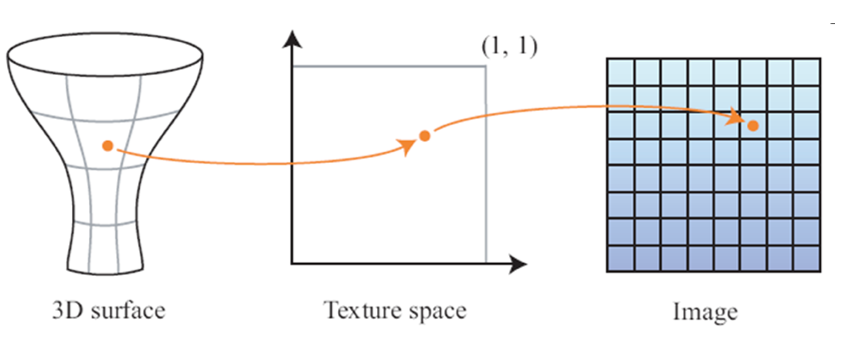 (1, 1)
3D surface
Texture space
Image